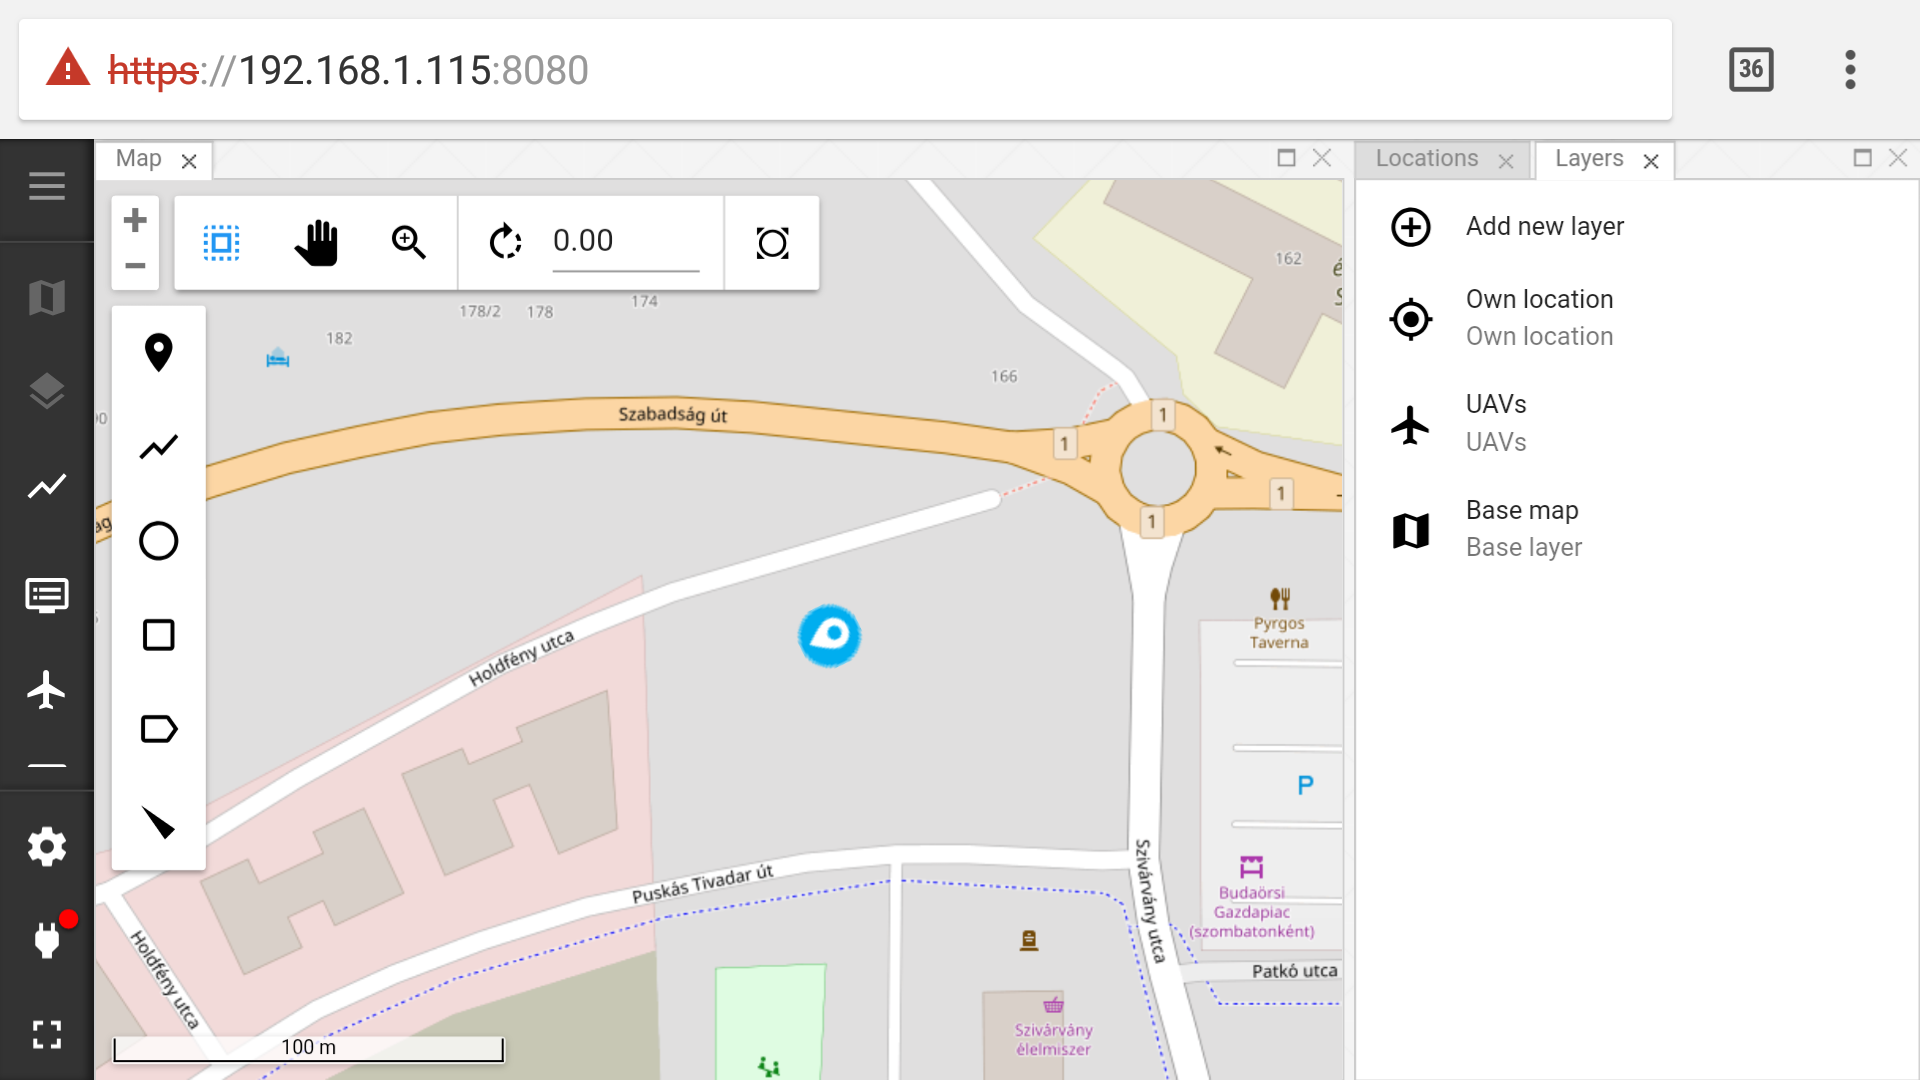 https://192.168.1.115:8080
36
Map
Locations
Layers
0.00
Add new layer
Own location
Own location
UAVs
UAVs
Base map
Base layer
162
174
178/2
178
182
166
Szabadság út
1
1
1
1
Holdfény utca
Pyrgos
Taverna
P
Puskás Tivadar út
Szivárvány utca
Budaörsi
Gazdapiac
(szombatonként)
Holdfény utca
Patkó utca
Szivárvány
élelmiszer
100 m